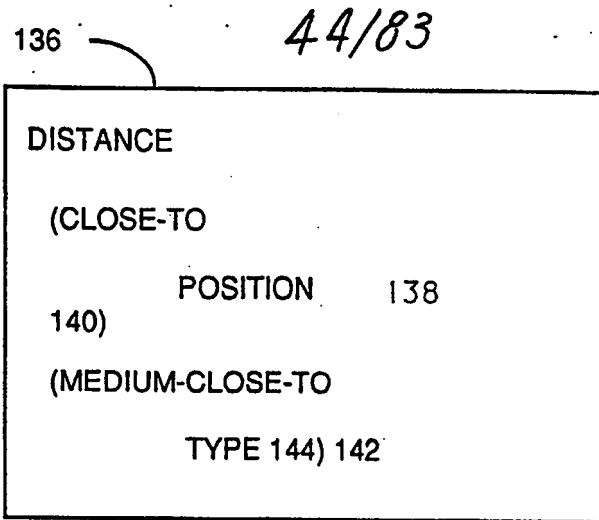 136 44/83
DISTANCE
(CLOSE-TO
POSITION 138
140)
(MEDIUM-CLOSE-TO
TYPE 144) 142